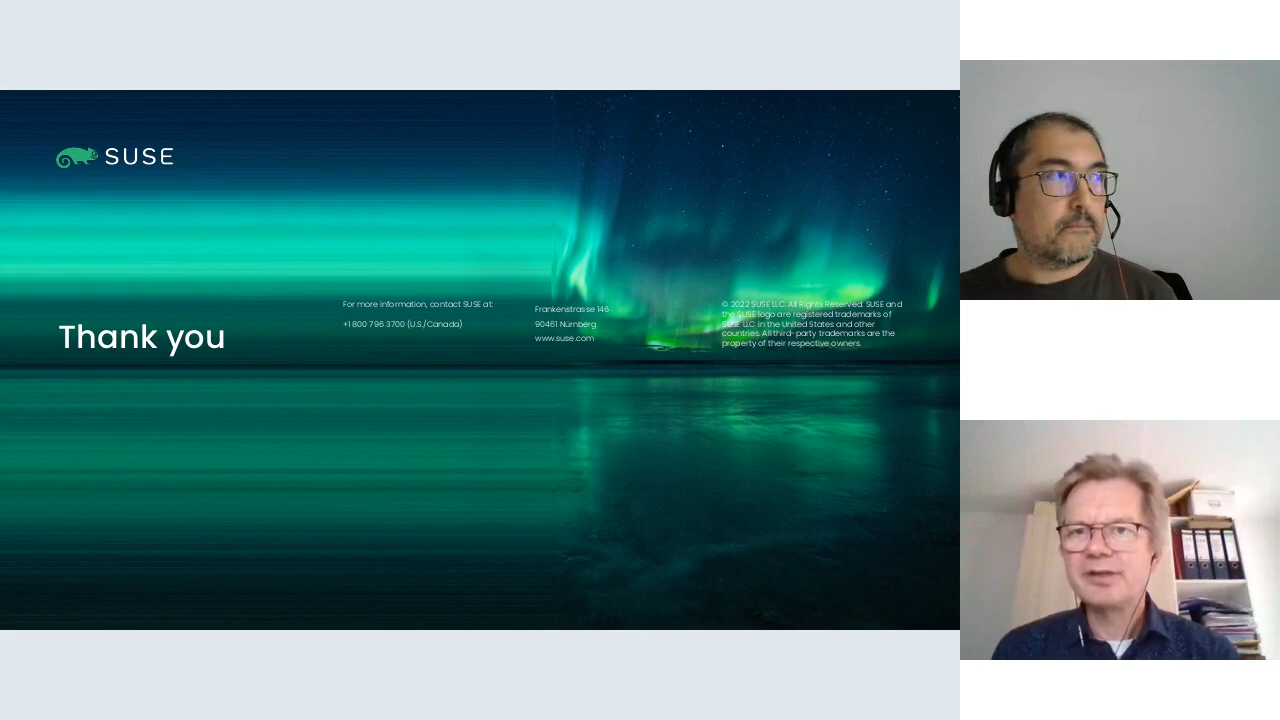 SUSE
Thank you
For more information, contact SUSE at:
+1 800 796 3700 (U.S./Canada)
Frankenstrasse 146
90461 Nürnberg
www.suse.com
© 2022 SUSE LLC. All Rights Reserved. SUSE and
the SUSE logo are registered trademarks of
SUSE LLC in the United States and other
countries. All third-party trademarks are the
property of their respective owners.